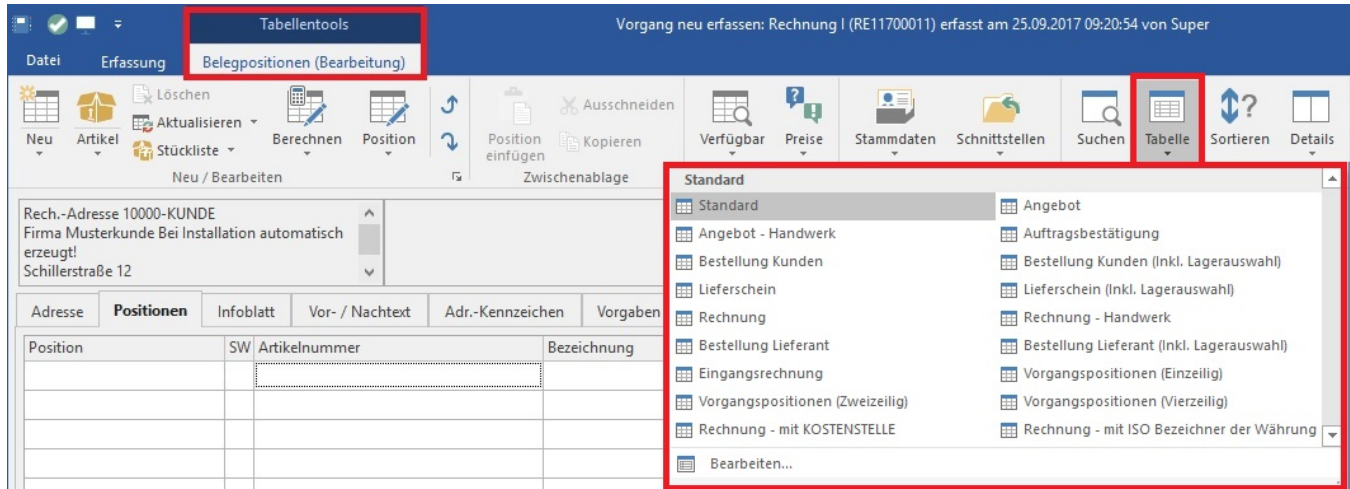 Tabellentools
Vorgang neu erfassen: Rechnung I (RE11700011) erfasst am 25.09.2017 09:20:54 von Super
Datei Erfassung Belegpositionen (Bearbeitung)
Neu Artikel Löschen Aktualisieren Stückliste Berechnen Position
Neu / Bearbeiten
Position einfügen Ausschneiden Kopieren
Zwischenablage
Verfügbar Preise Stammdaten Schnittstellen Suchen Tabelle Sortieren Details
Rech.-Adresse 10000-KUNDE
Firma Musterkunde Bei Installation automatisch
erzeugt!
Schillerstraße 12
Adresse Positionen Infoblatt Vor- / Nachtext Adr.-Kennzeichen Vorgaben
Position SW Artikelnummer Bezeichnung
Standard
Standard Angebot
Angebot - Handwerk Auftragsbestätigung
Bestellung Kunden Bestellung Kunden (Inkl. Lagerauswahl)
Lieferschein Lieferschein (Inkl. Lagerauswahl)
Rechnung Rechnung - Handwerk
Bestellung Lieferant Bestellung Lieferant (Inkl. Lagerauswahl)
Eingangsrechnung Vorgangspositionen (Einzeilig)
Vorgangspositionen (Zweizeilig) Vorgangspositionen (Vierzeilig)
Rechnung - mit KOSTENSTELLE Rechnung - mit ISO Bezeichner der Währung
Bearbeiten...